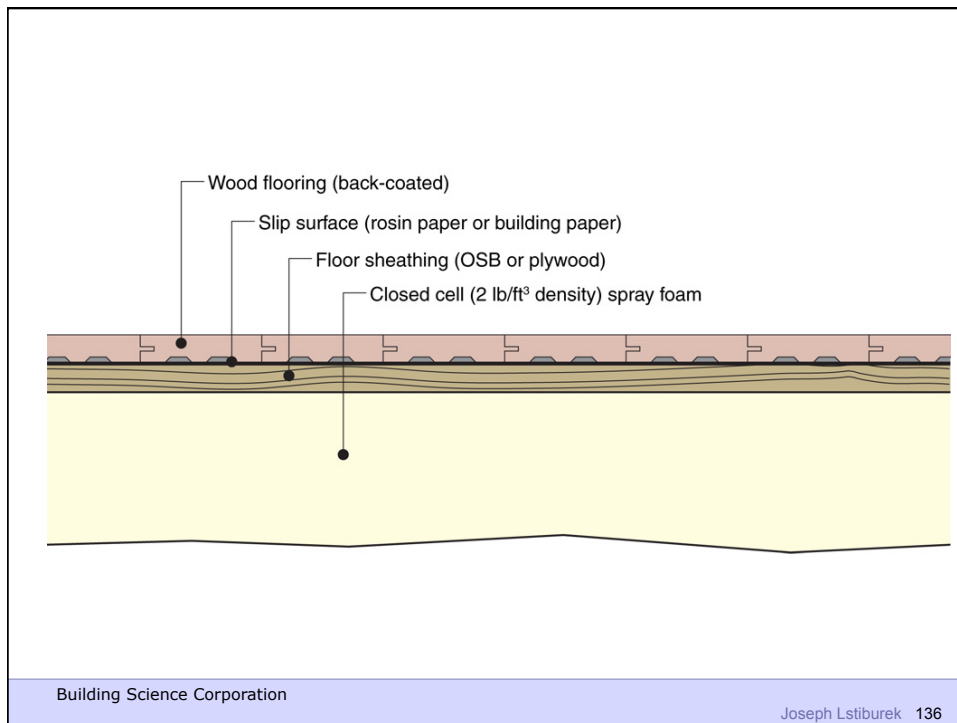 Wood flooring (back-coated)
Slip surface (rosin paper or building paper)
Floor sheathing (OSB or plywood)
Closed cell (2 lb/ft³ density) spray foam
Building Science Corporation
Joseph Lstiburek 136